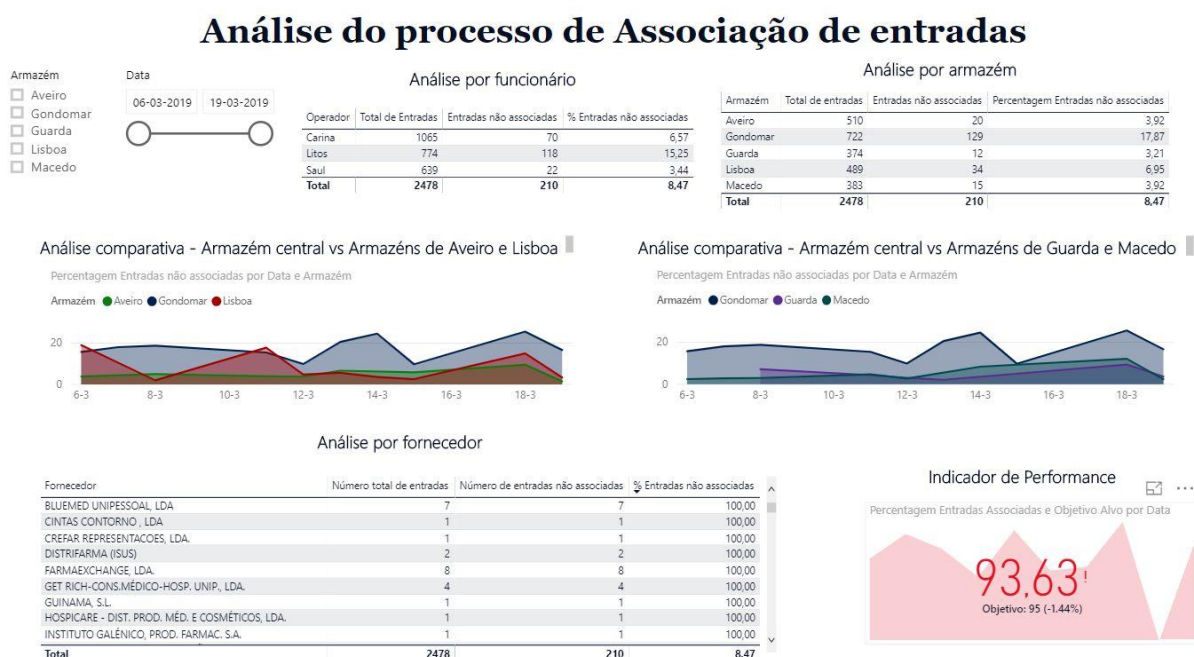 Análise do processo de Associação de entradas
Armazém
Aveiro
Gondomar
Guarda
Lisboa
Macedo
Data
06-03-2019 19-03-2019
Análise por funcionário
Operador Total de Entradas Entradas não associadas % Entradas não associadas
Carina 1065 70 6,57
Litos 774 118 15,25
Saul 639 22 3,44
Total 2478 210 8,47
Análise por armazém
Armazém Total de entradas Entradas não associadas Percentagem Entradas não associadas
Aveiro 510 20 3,92
Gondomar 722 129 17,87
Guarda 374 12 3,21
Lisboa 489 34 6,95
Macedo 383 15 3,92
Total 2478 210 8,47
Análise comparativa - Armazém central vs Armazéns de Aveiro e Lisboa
Percentagem Entradas não associadas por Data e Armazém
Armazém Aveiro Gondomar Lisboa
20
0
6-3 8-3 10-3 12-3 14-3 16-3 18-3
Análise comparativa - Armazém central vs Armazéns de Guarda e Macedo
Percentagem Entradas não associadas por Data e Armazém
Armazém Gondomar Guarda Macedo
20
0
6-3 8-3 10-3 12-3 14-3 16-3 18-3
Análise por fornecedor
Fornecedor Número total de entradas Número de entradas não associadas % Entradas não associadas
BLUEMED UNIPESSOAL, LDA 7 7 100,00
CINTAS CONTORNO , LDA 1 1 100,00
CREFAR REPRESENTACOES, LDA. 1 1 100,00
DISTRIFARMA (ISUS) 2 2 100,00
FARMAEXCHANGE, LDA. 8 8 100,00
GET RICH-CONS.MÉDICO-HOSP. UNIP., LDA. 4 4 100,00
GUINAMA, S.L. 1 1 100,00
HOSPICARE - DIST. PROD. MÉD. E COSMÉTICOS, LDA. 1 1 100,00
INSTITUTO GALÉNICO, PROD. FARMAC. S.A. 1 1 100,00
Total 2478 210 8,47
Indicador de Performance
Percentagem Entradas Associadas e Objetivo Alvo por Data
93,63!
Objetivo: 95 (-1.44%)